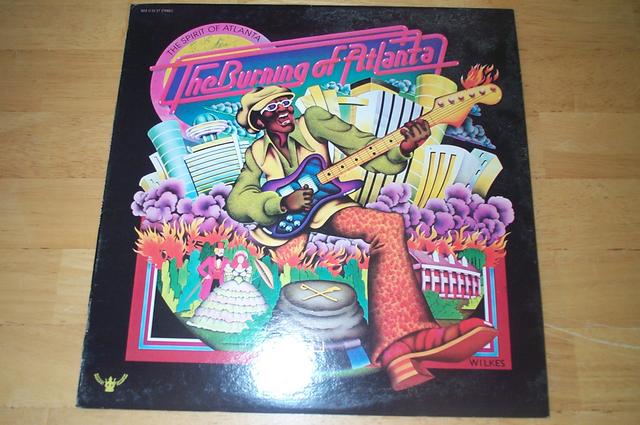 THE SPIRIT OF ATLANTA
The Burning of Atlanta
WILKES